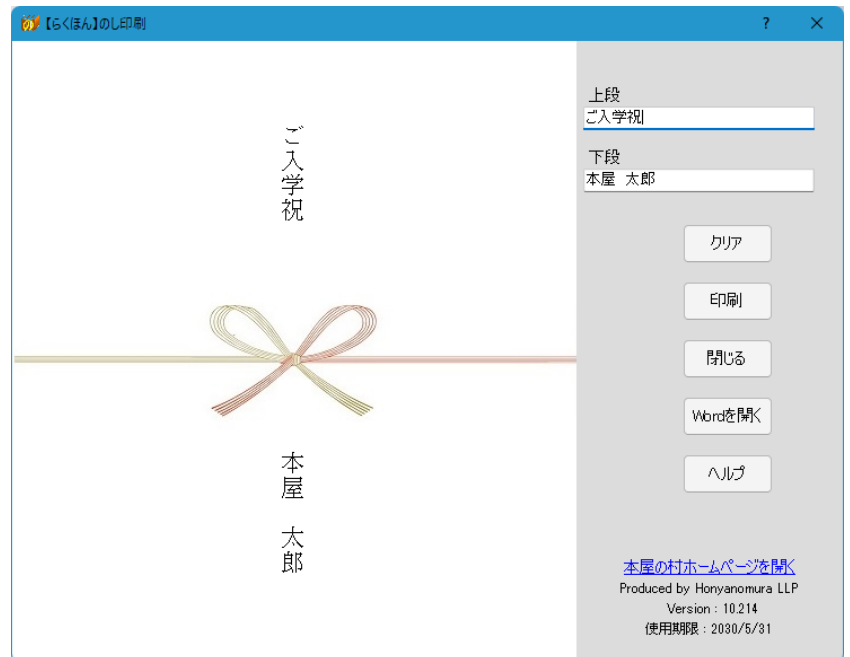 【らくほん】のし印刷
ご入学祝
本屋　太郎
上段
ご入学祝
下段
本屋 太郎
クリア
印刷
閉じる
Wordを開く
ヘルプ
本屋の村ホームページを開く
Produced by Honyanomura LLP
Version : 10.214
使用期限 : 2030/5/31